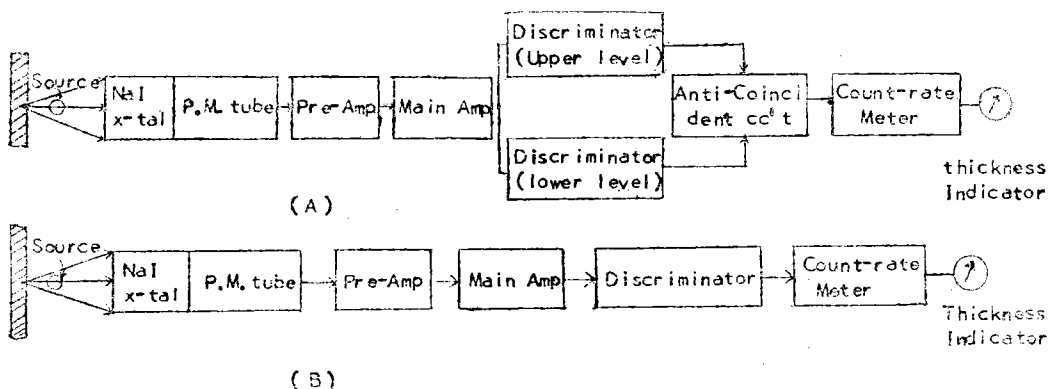 Source
NaI
x-tal
P.M. tube
Pre-Amp
Main Amp
Discriminator
(Upper level)
Discriminator
(lower level)
Anti-Coinci
dent cc't
Count-rate
Meter
thickness
Indicator
(A)
Source
NaI
x-tal
P.M. tube
Pre-Amp
Main Amp
Discriminator
Count-rate
Meter
Thickness
Indicator
(B)